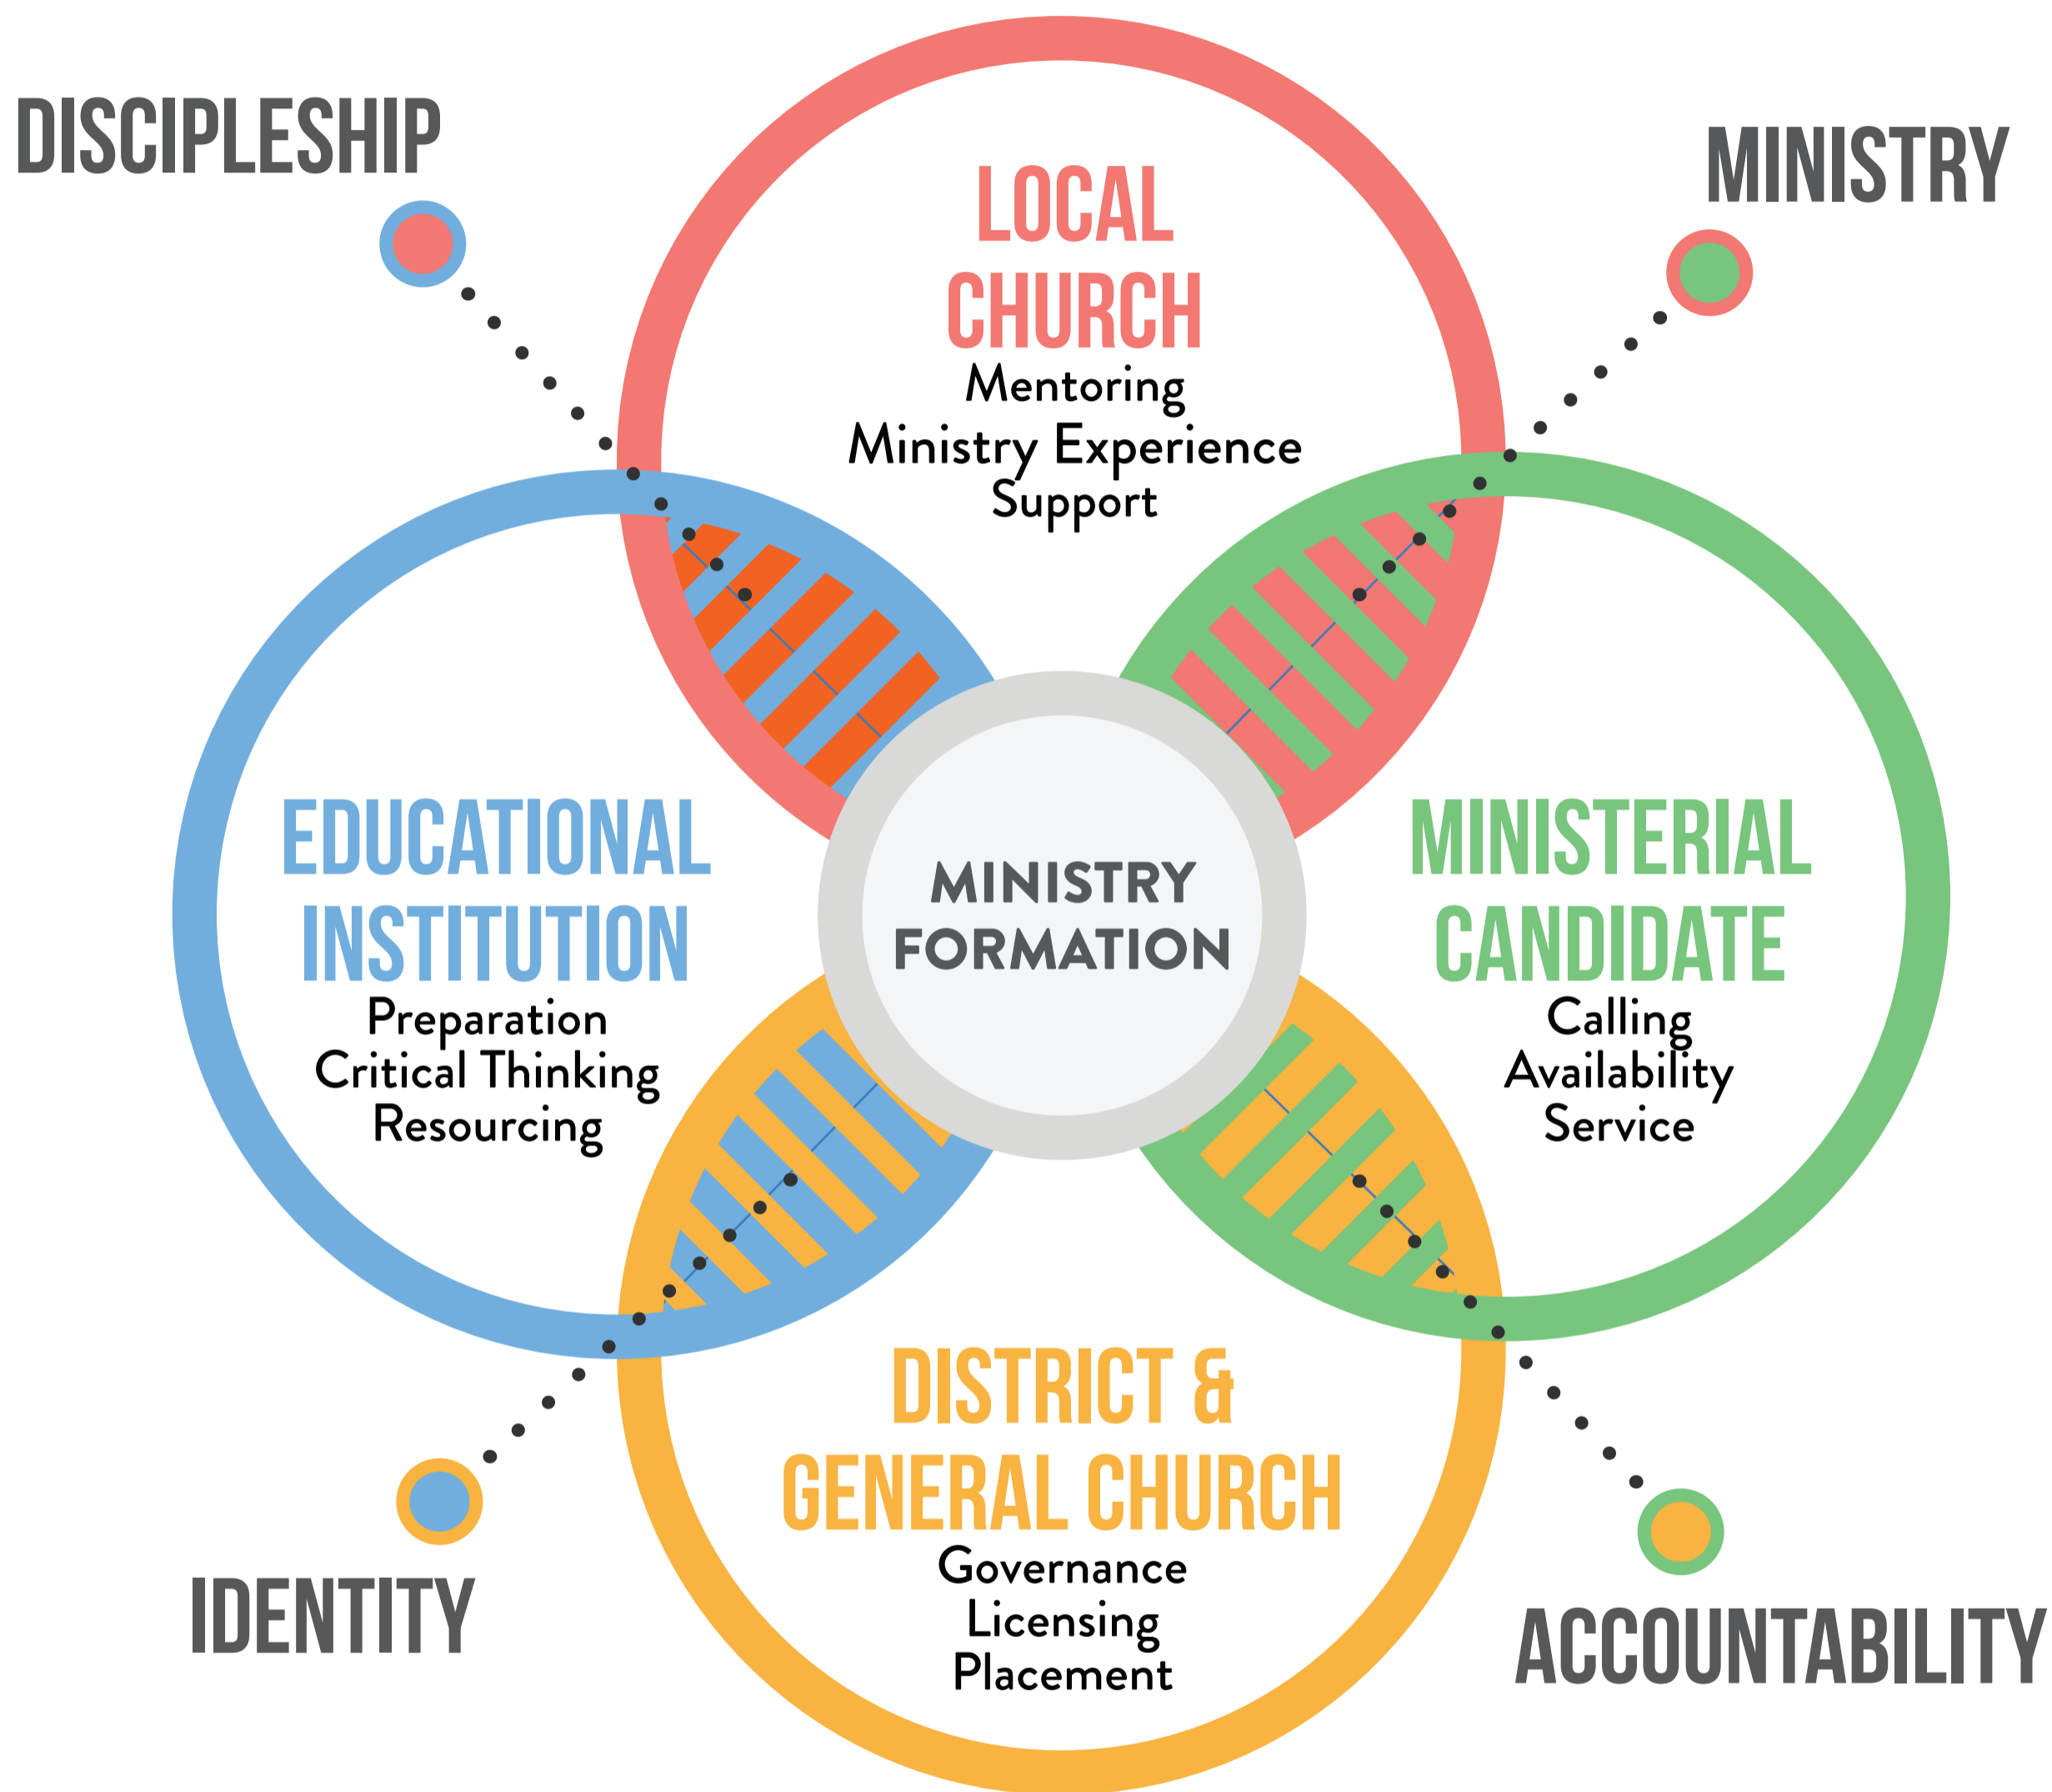 DISCIPLESHIP
MINISTRY
LOCAL
CHURCH
Mentoring
Ministry Experience
Support
EDUCATIONAL
INSTITUTION
Preparation
Critical Thinking
Resourcing
MINISTRY
FORMATION
MINISTERIAL
CANDIDATE
Calling
Availability
Service
DISTRICT &
GENERAL CHURCH
Governance
Licensing
Placement
IDENTITY
ACCOUNTABILITY